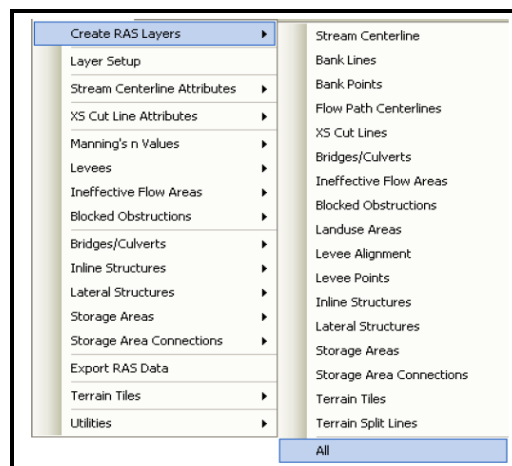 Create RAS Layers
Layer Setup
Stream Centerline Attributes
XS Cut Line Attributes
Manning's n Values
Levees
Ineffective Flow Areas
Blocked Obstructions
Bridges/Culverts
Inline Structures
Lateral Structures
Storage Areas
Storage Area Connections
Export RAS Data
Terrain Tiles
Utilities
Stream Centerline
Bank Lines
Bank Points
Flow Path Centerlines
XS Cut Lines
Bridges/Culverts
Ineffective Flow Areas
Blocked Obstructions
Landuse Areas
Levee Alignment
Levee Points
Inline Structures
Lateral Structures
Storage Areas
Storage Area Connections
Terrain Tiles
Terrain Split Lines
All